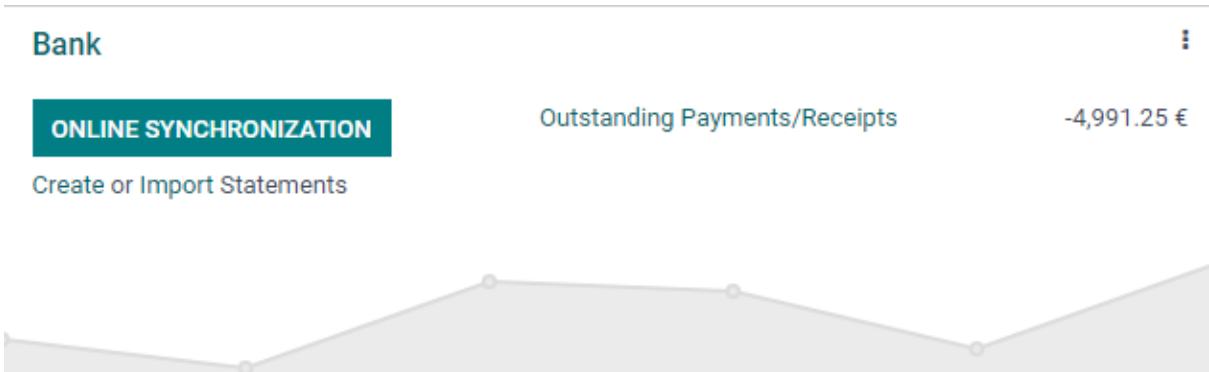 Bank
ONLINE SYNCHRONIZATION
Outstanding Payments/Receipts -4,991.25 €
Create or Import Statements